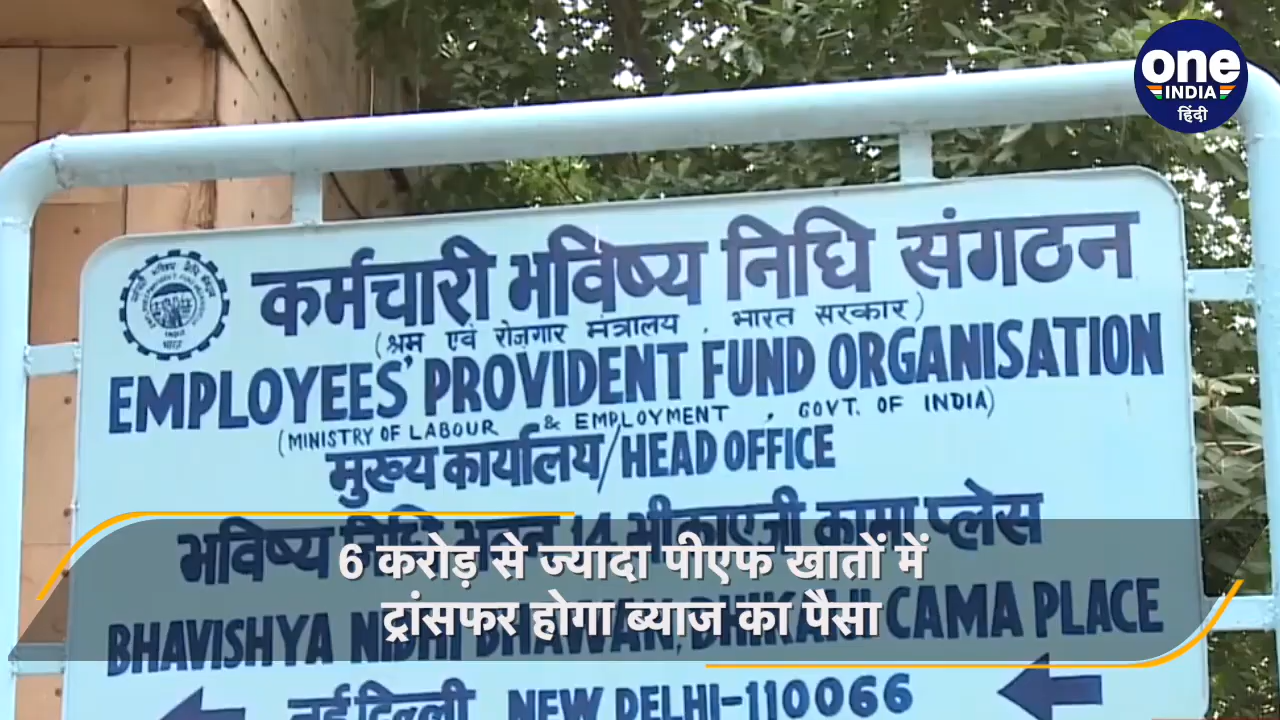 one
INDIA
हिंदी
कर्मचारी भविष्य निधि संगठन
(श्रम एवं रोज़गार मंत्रालय , भारत सरकार)
EMPLOYEES' PROVIDENT FUND ORGANISATION
(MINISTRY OF LABOUR & EMPLOYMENT , GOVT. OF INDIA)
मुख्य कार्यालय/HEAD OFFICE
भविष्य निधि भवन 14 भीकाएजी कामा प्लेस
6 करोड़ से ज्यादा पीएफ खातों में
ट्रांसफर होगा ब्याज का पैसा
BHAVISHYA NIDHI BHAWAN, BHIKAJI CAMA PLACE
नई दिल्ली NEW DELHI-110066